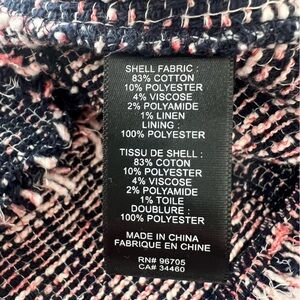 SHELL FABRIC :
83% COTTON
10% POLYESTER
4% VISCOSE
2% POLYAMIDE
1% LINEN
LINING :
100% POLYESTER
TISSU DE SHELL :
83% COTON
10% POLYESTER
4% VISCOSE
2% POLYAMIDE
1% TOILE
DOUBLURE :
100% POLYESTER
MADE IN CHINA
FABRIQUE EN CHINE
RN# 96705
CA# 34460